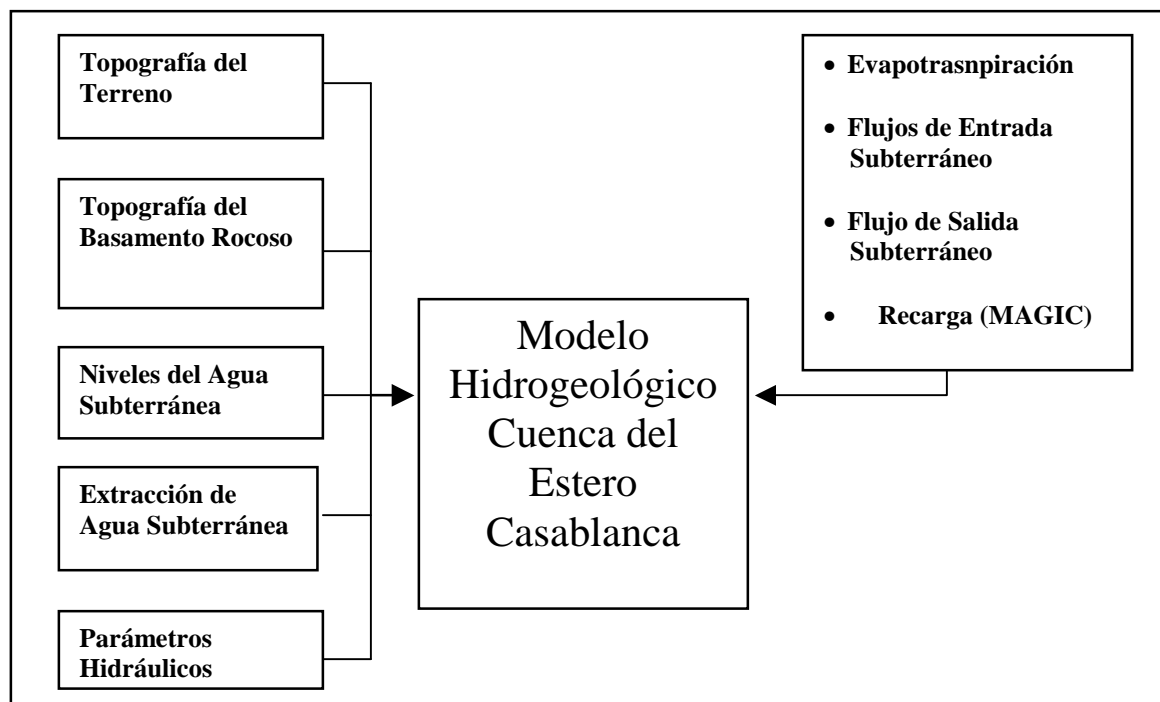 Topografía del
Terreno
Topografía del
Basamento Rocoso
Niveles del Agua
Subterránea
Extracción de
Agua Subterránea
Parámetros
Hidráulicos
Modelo
Hidrogeológico
Cuenca del
Estero
Casablanca
• Evapotrasnpiración
• Flujos de Entrada
Subterráneo
• Flujo de Salida
Subterráneo
• Recarga (MAGIC)